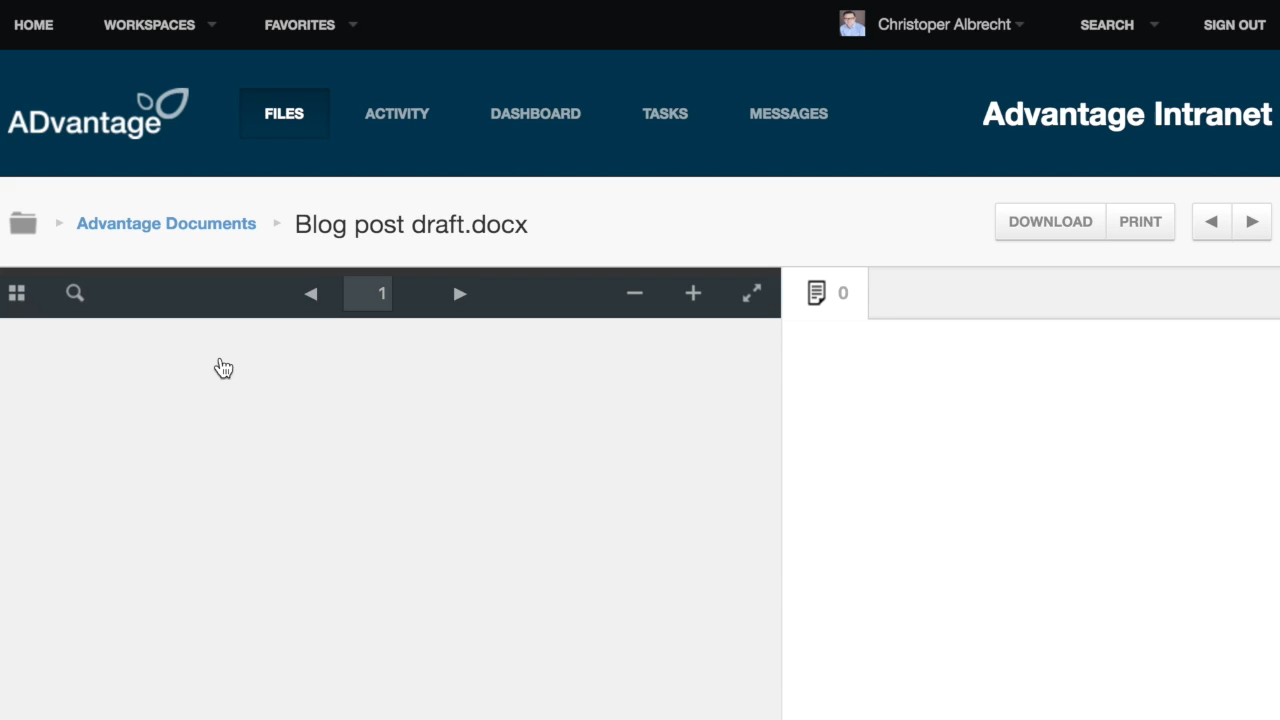 HOME WORKSPACES FAVORITES Christoper Albrecht SEARCH SIGN OUT
ADvantage FILES ACTIVITY DASHBOARD TASKS MESSAGES Advantage Intranet
Advantage Documents Blog post draft.docx DOWNLOAD PRINT
1 0